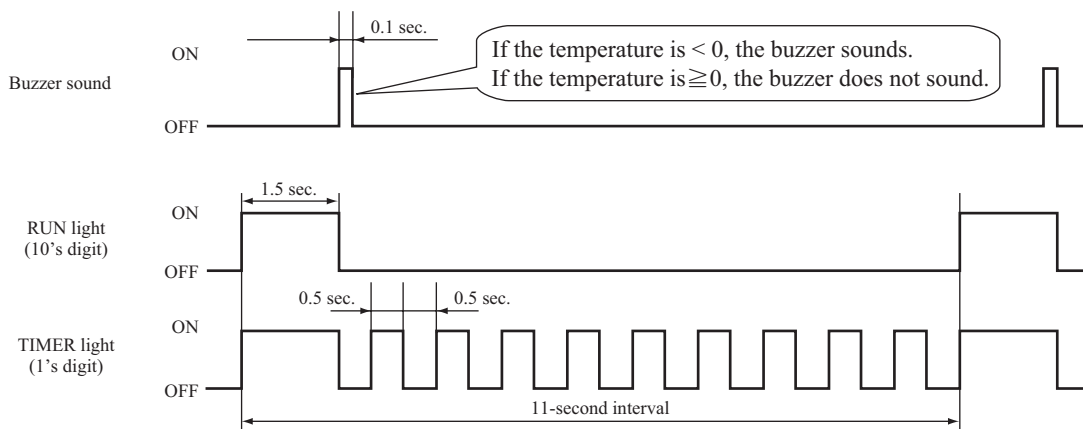 0.1 sec.
ON
If the temperature is < 0, the buzzer sounds.
If the temperature is ≧0, the buzzer does not sound.
Buzzer sound
OFF
1.5 sec.
ON
RUN light
(10's digit)
OFF
0.5 sec.
0.5 sec.
ON
TIMER light
(1's digit)
OFF
11-second interval